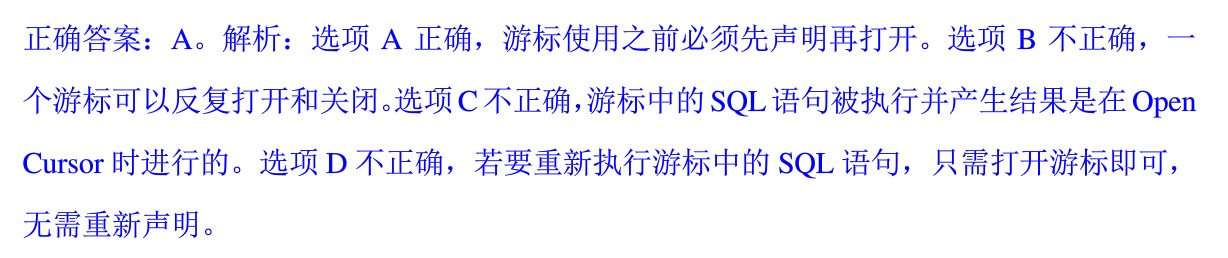 正确答案：A。解析：选项 A 正确，游标使用之前必须先声明再打开。选项 B 不正确，一
个游标可以反复打开和关闭。选项 C 不正确，游标中的 SQL 语句被执行并产生结果是在 Open
Cursor 时进行的。选项 D 不正确，若要重新执行游标中的 SQL 语句，只需打开游标即可，
无需重新声明。